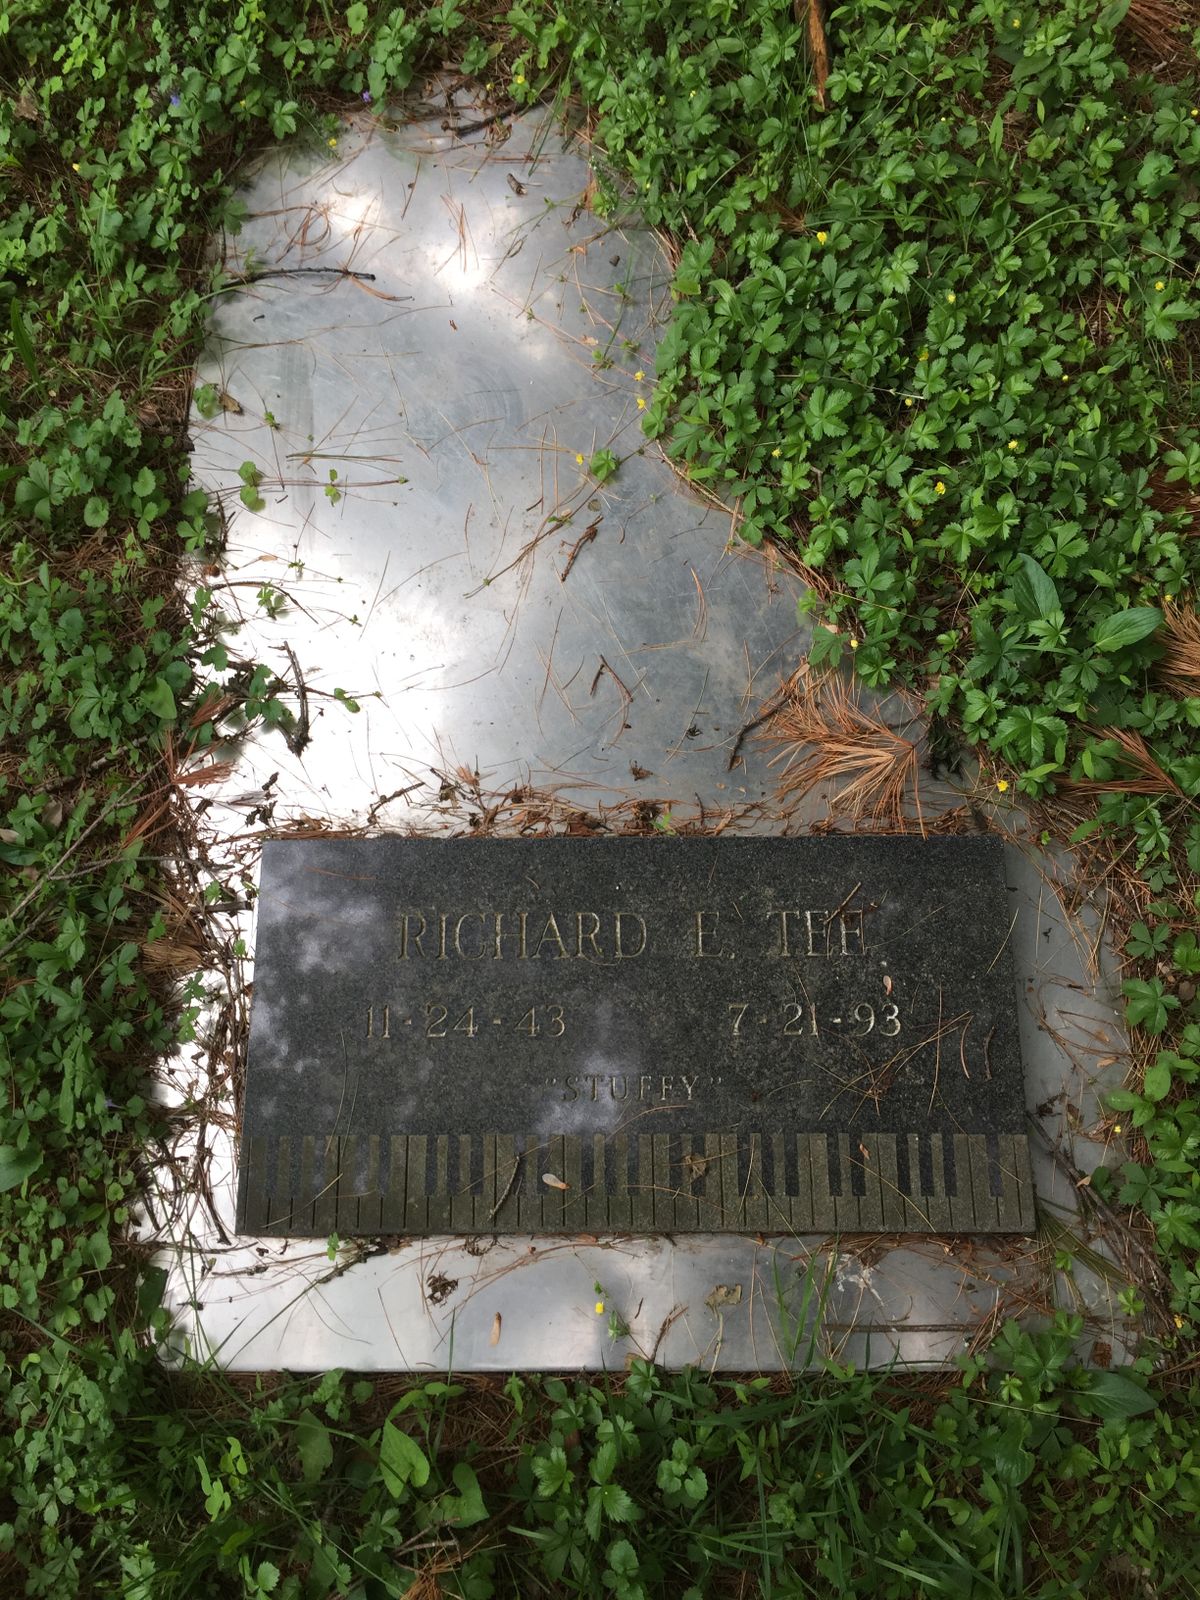 RICHARD E. TEE
11-24-43 7-21-93
"STUFFY"